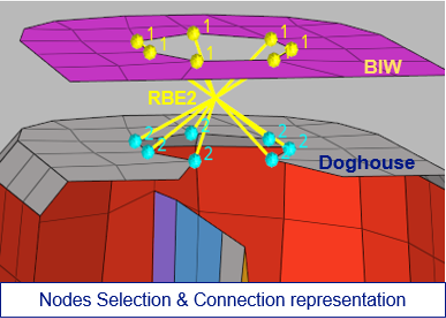 1 1 1
1 1
1
BIW
RBE2
2 2 2
2 2
2
Doghouse
Nodes Selection & Connection representation